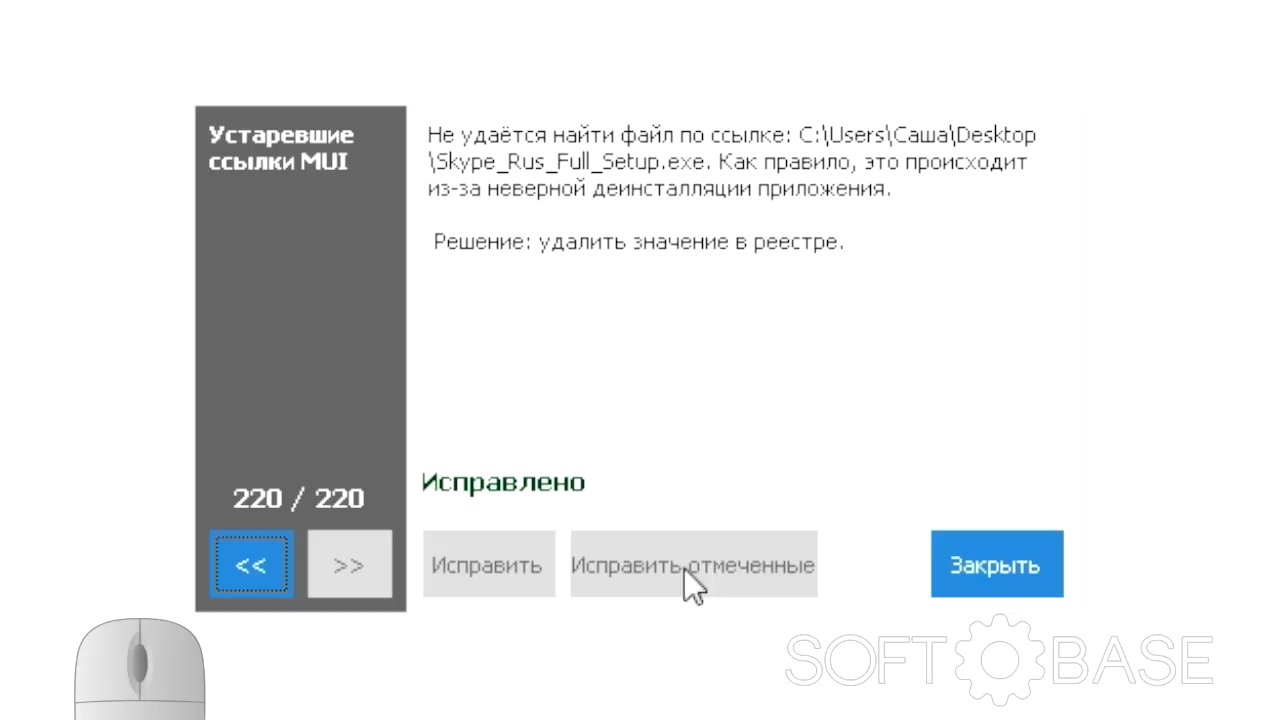 Устаревшие
ссылки MUI
Не удаётся найти файл по ссылке: C:\Users\Саша\Desktop
\Skype_Rus_Full_Setup.exe. Как правило, это происходит
из-за неверной деинсталляции приложения.
Решение: удалить значение в реестре.
Исправлено
220 / 220
<< >> Исправить Исправить отмеченные Закрыть
SOFT BASE